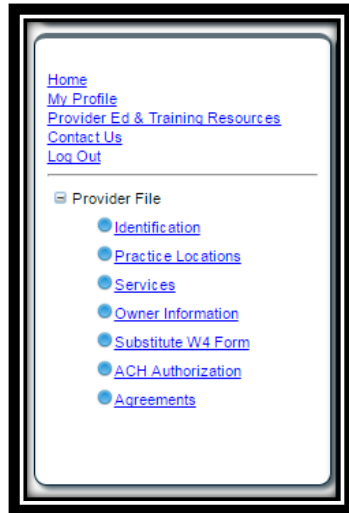 Home
My Profile
Provider Ed & Training Resources
Contact Us
Log Out
Provider File
Identification
Practice Locations
Services
Owner Information
Substitute W4 Form
ACH Authorization
Agreements